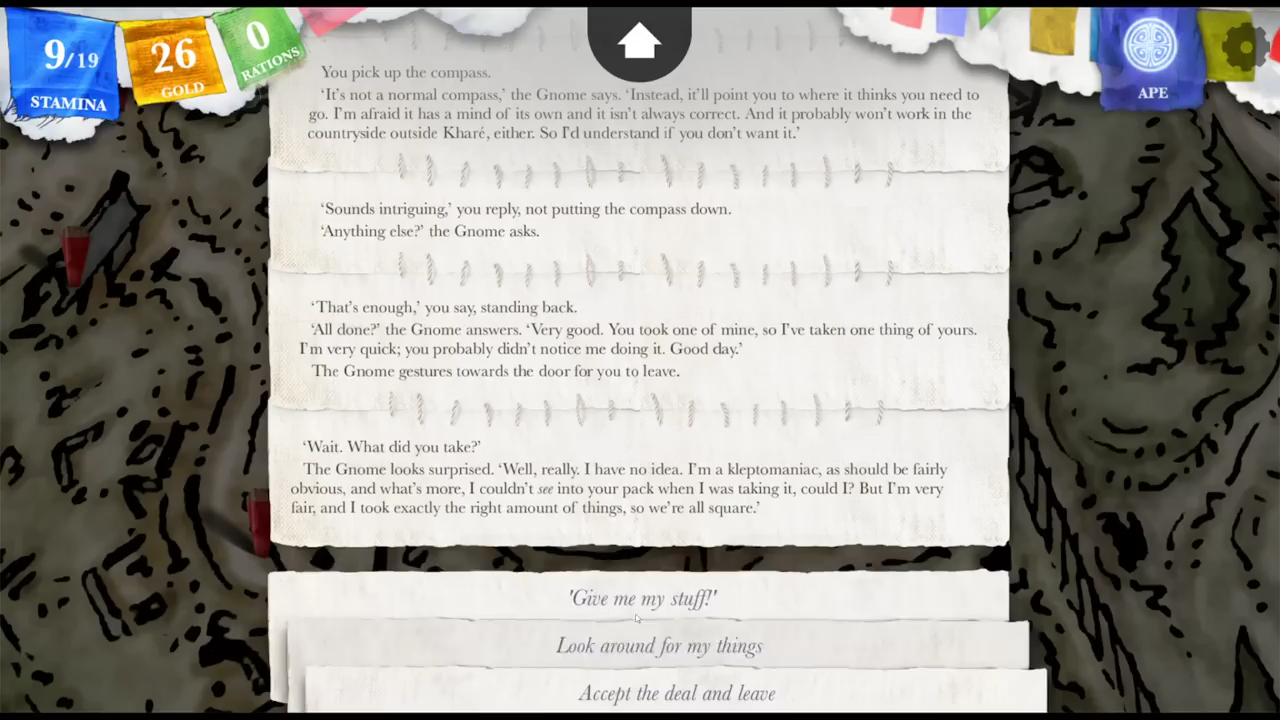 9/19
STAMINA
26
GOLD
0
RATIONS
APE
You pick up the compass.
‘It’s not a normal compass,’ the Gnome says. ‘Instead, it’ll point you to where it thinks you need to
go. I’m afraid it has a mind of its own and it isn’t always correct. And it probably won’t work in the
countryside outside Kharé, either. So I’d understand if you don’t want it.’
‘Sounds intriguing,’ you reply, not putting the compass down.
‘Anything else?’ the Gnome asks.
‘That’s enough,’ you say, standing back.
‘All done?’ the Gnome answers. ‘Very good. You took one of mine, so I’ve taken one thing of yours.
I’m very quick; you probably didn’t notice me doing it. Good day.’
The Gnome gestures towards the door for you to leave.
‘Wait. What did you take?’
The Gnome looks surprised. ‘Well, really. I have no idea. I’m a kleptomaniac, as should be fairly
obvious, and what’s more, I couldn’t see into your pack when I was taking it, could I? But I’m very
fair, and I took exactly the right amount of things, so we’re all square.’
'Give me my stuff!'
Look around for my things
Accept the deal and leave